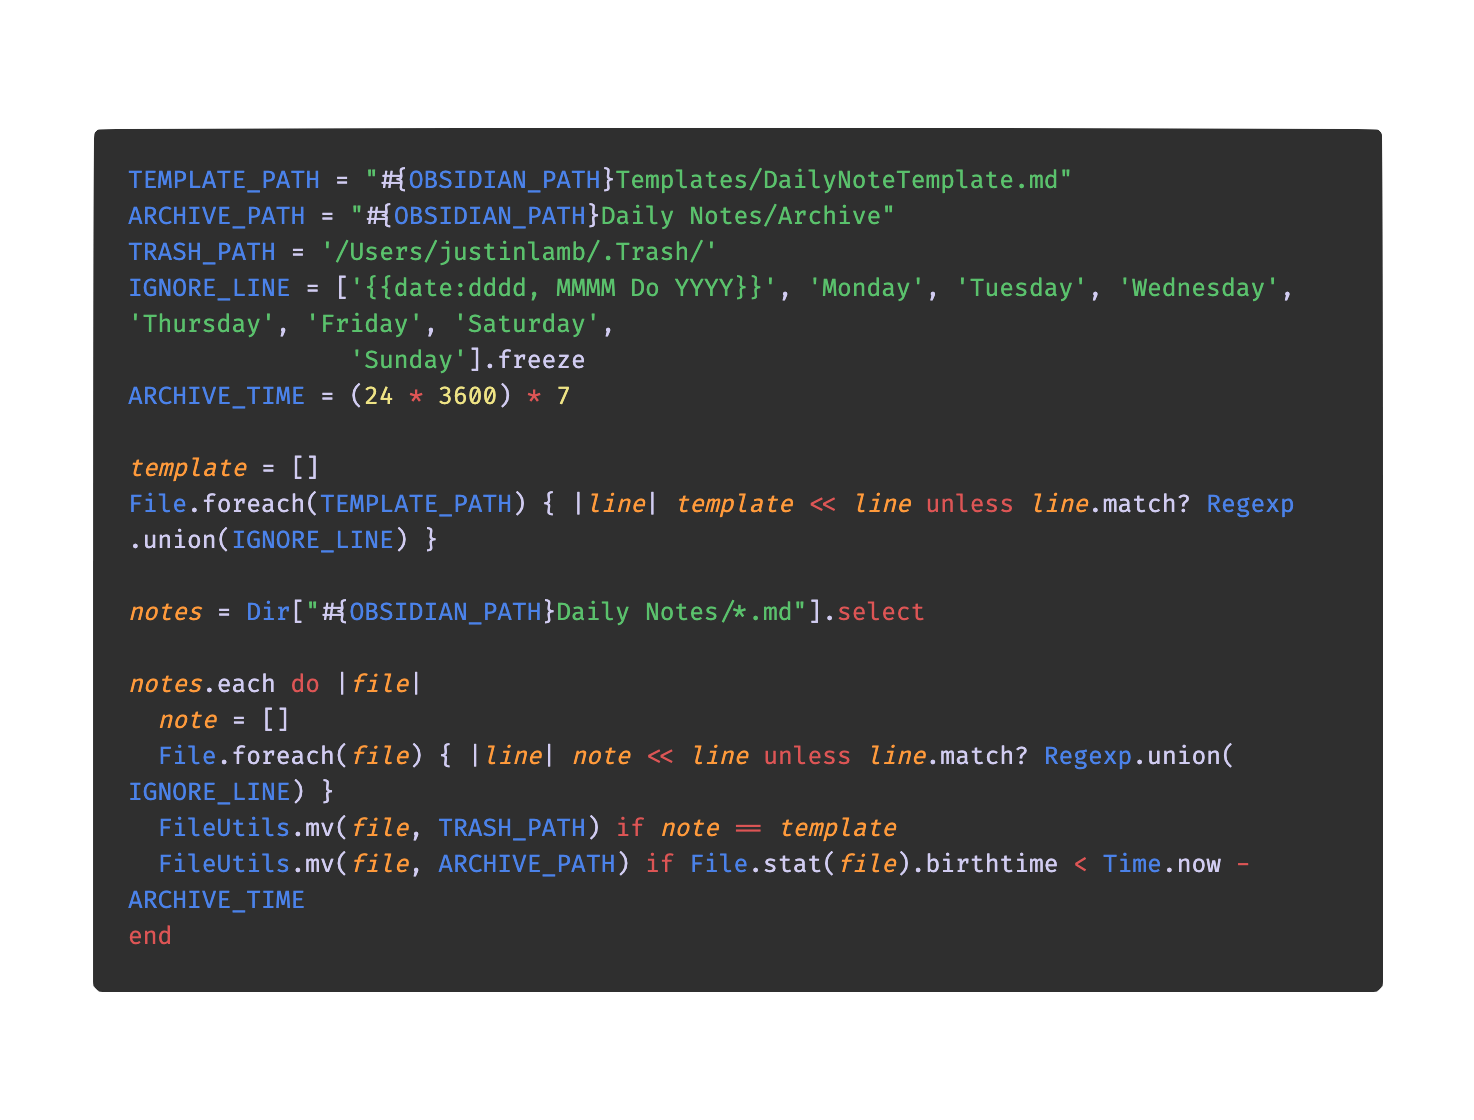 TEMPLATE_PATH = "#{OBSIDIAN_PATH}Templates/DailyNoteTemplate.md"
ARCHIVE_PATH = "#{OBSIDIAN_PATH}Daily Notes/Archive"
TRASH_PATH = '/Users/justinlamb/.Trash/'
IGNORE_LINE = ['{{date:dddd, MMMM Do YYYY}}', 'Monday', 'Tuesday', 'Wednesday',
'Thursday', 'Friday', 'Saturday',
               'Sunday'].freeze
ARCHIVE_TIME = (24 * 3600) * 7

template = []
File.foreach(TEMPLATE_PATH) { |line| template << line unless line.match? Regexp
.union(IGNORE_LINE) }

notes = Dir["#{OBSIDIAN_PATH}Daily Notes/*.md"].select

notes.each do |file|
  note = []
  File.foreach(file) { |line| note << line unless line.match? Regexp.union(
IGNORE_LINE) }
  FileUtils.mv(file, TRASH_PATH) if note == template
  FileUtils.mv(file, ARCHIVE_PATH) if File.stat(file).birthtime < Time.now -
ARCHIVE_TIME
end